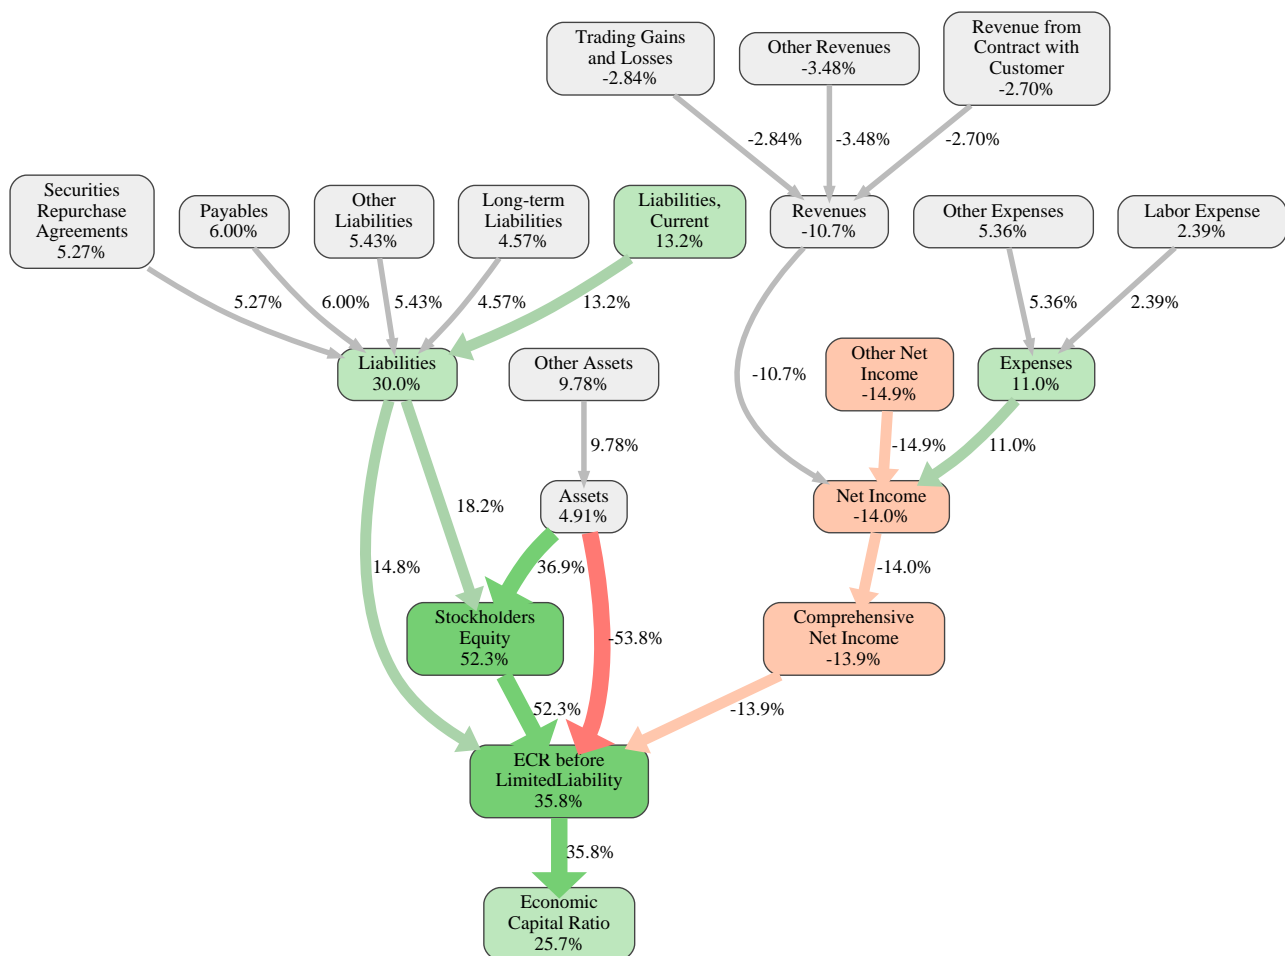 Trading Gains
and Losses
-2.84%
Other Revenues
-3.48%
Revenue from
Contract with
Customer
-2.70%
-2.84%
-3.48%
-2.70%
Securities
Repurchase
Agreements
5.27%
Payables
6.00%
Other
Liabilities
5.43%
Long-term
Liabilities
4.57%
Liabilities,
Current
13.2%
Revenues
-10.7%
Other Expenses
5.36%
Labor Expense
2.39%
5.27%
6.00%
5.43%
4.57%
13.2%
5.36%
2.39%
Liabilities
30.0%
Other Assets
9.78%
-10.7%
Other Net
Income
-14.9%
Expenses
11.0%
9.78%
-14.9%
11.0%
18.2%
Assets
4.91%
Net Income
-14.0%
14.8%
36.9%
-14.0%
Stockholders
Equity
52.3%
-53.8%
Comprehensive
Net Income
-13.9%
52.3%
-13.9%
ECR before
LimitedLiability
35.8%
35.8%
Economic
Capital Ratio
25.7%